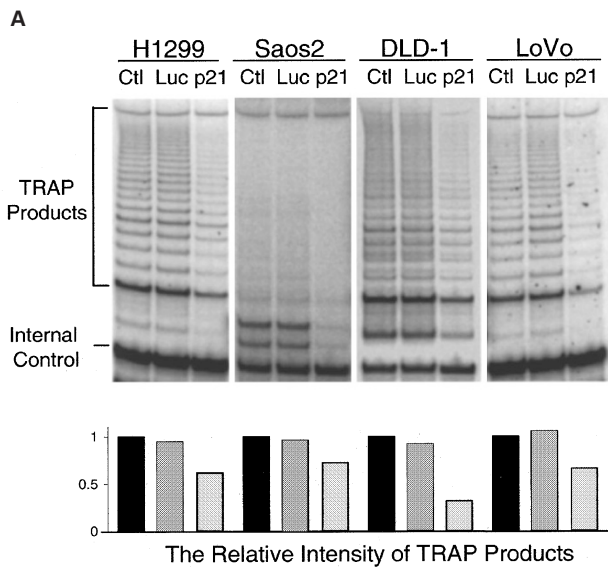 A
H1299 Saos2 DLD-1 LoVo
Ctl Luc p21 Ctl Luc p21 Ctl Luc p21 Ctl Luc p21
TRAP
Products
Internal
Control
1
0.5
0
The Relative Intensity of TRAP Products